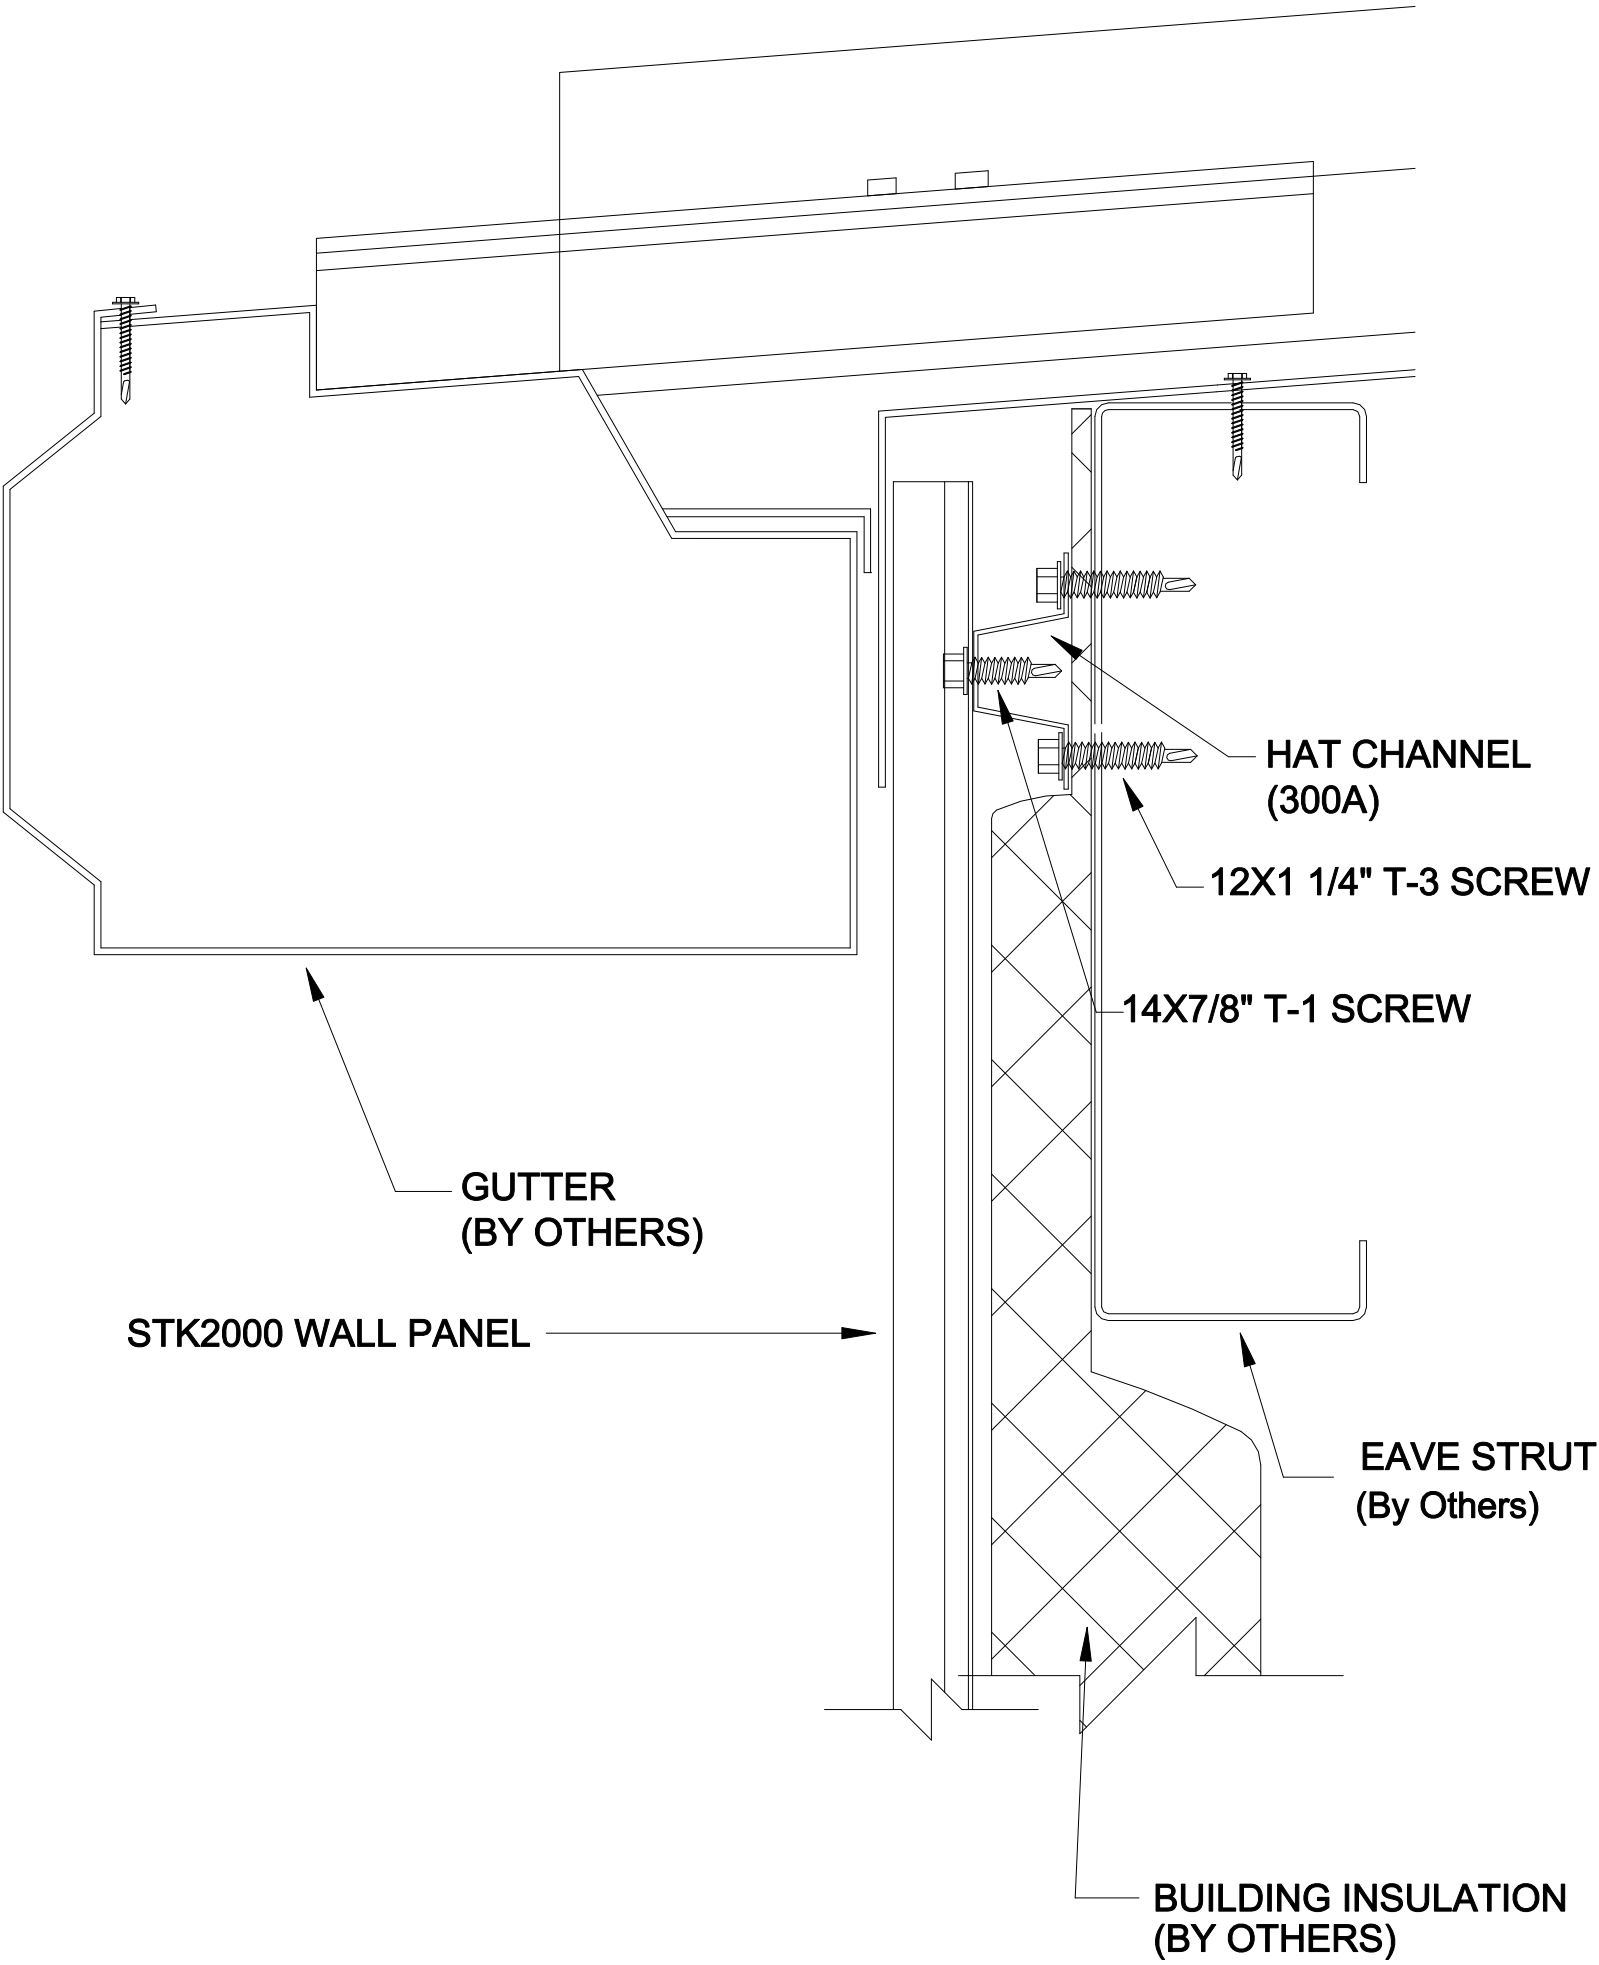 HAT CHANNEL
(300A)
12X1 1/4" T-3 SCREW
14X7/8" T-1 SCREW
GUTTER
(BY OTHERS)
STK2000 WALL PANEL
EAVE STRUT
(By Others)
BUILDING INSULATION
(BY OTHERS)